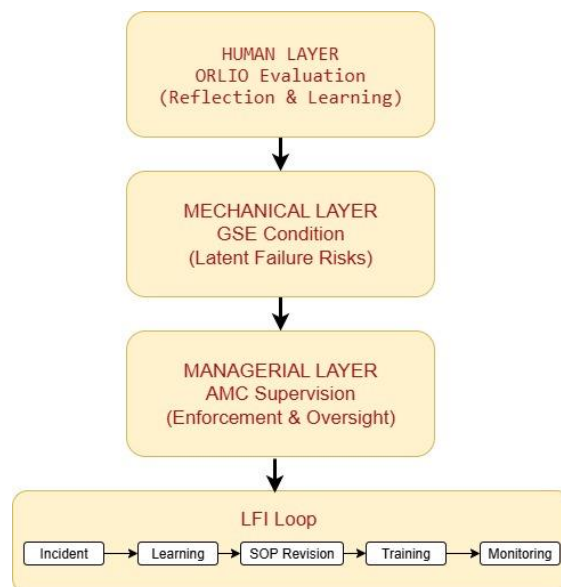 HUMAN LAYER
ORLIO Evaluation
(Reflection & Learning)
MECHANICAL LAYER
GSE Condition
(Latent Failure Risks)
MANAGERIAL LAYER
AMC Supervision
(Enforcement & Oversight)
LFI Loop
Incident Learning SOP Revision Training Monitoring